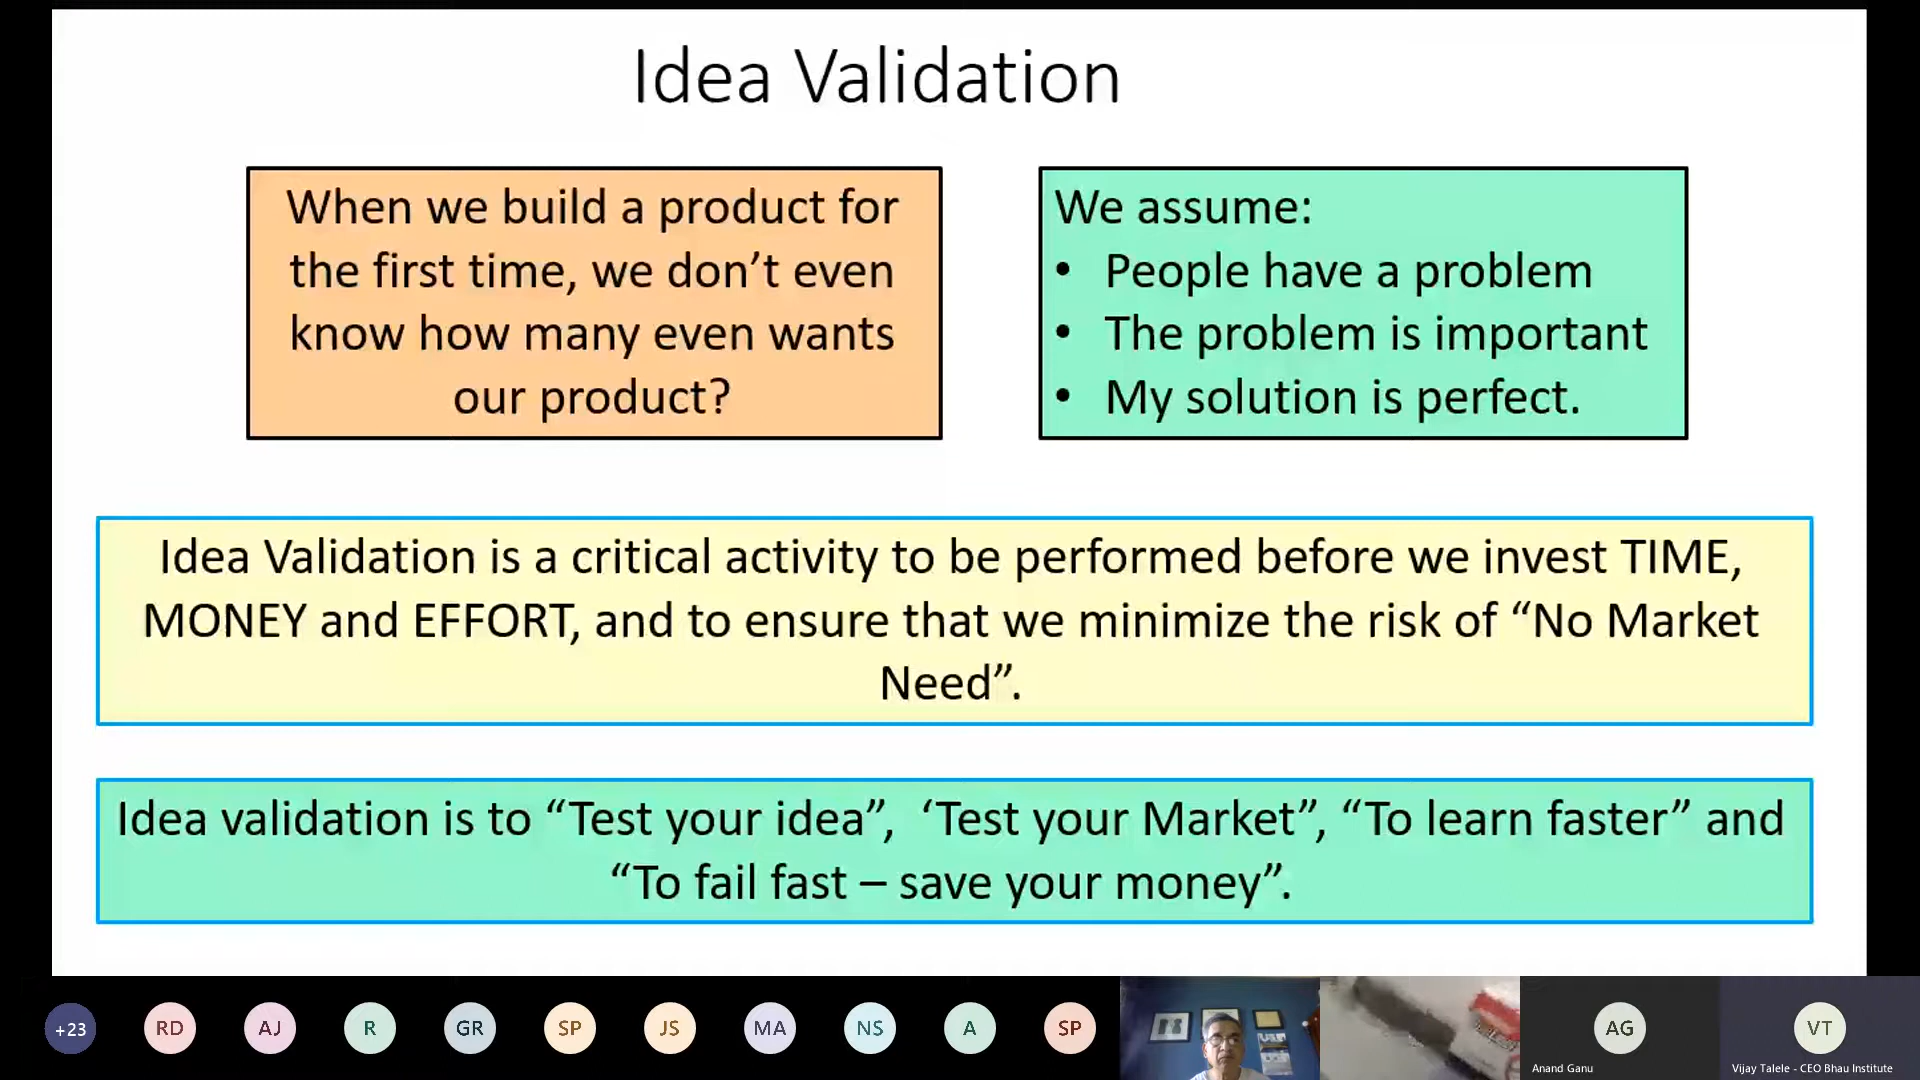 Idea Validation
When we build a product for
the first time, we don’t even
know how many even wants
our product?
We assume:
• People have a problem
• The problem is important
• My solution is perfect.
Idea Validation is a critical activity to be performed before we invest TIME,
MONEY and EFFORT, and to ensure that we minimize the risk of “No Market
Need”.
Idea validation is to “Test your idea”, ‘Test your Market”, “To learn faster” and
“To fail fast – save your money”.
+23
RD
AJ
R
GR
SP
JS
MA
NS
A
SP
AG
Anand Ganu
VT
Vijay Talele - CEO Bhau Institute